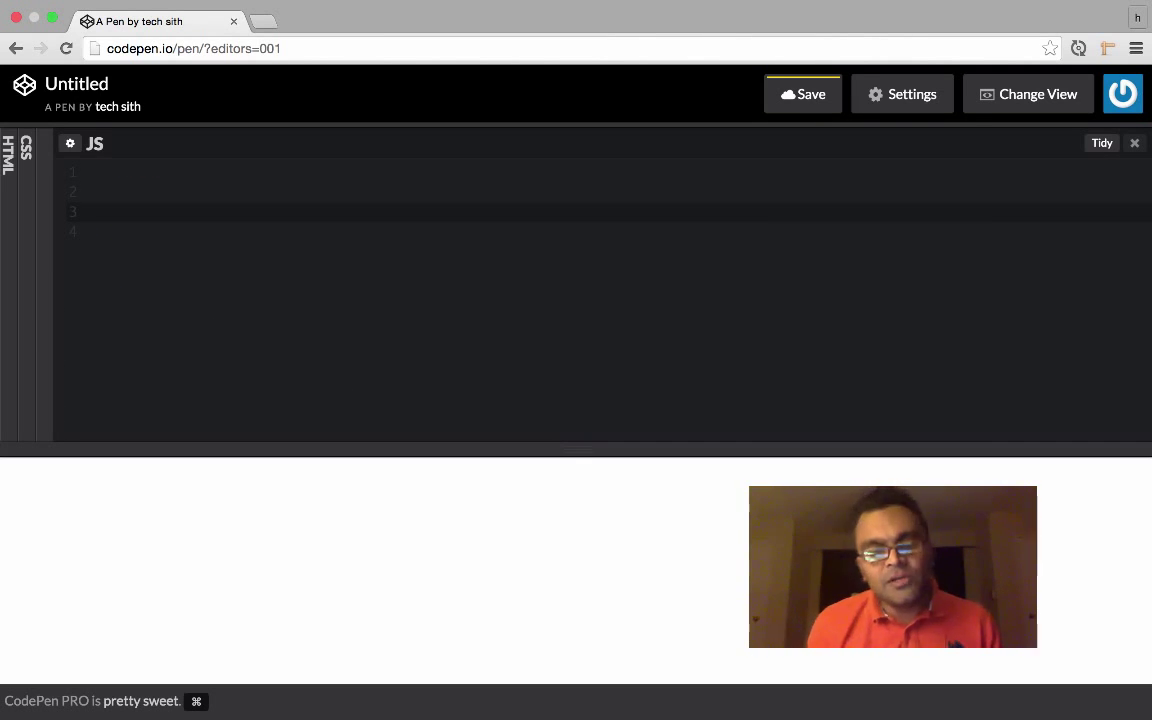 A Pen by tech sith
h
codepen.io/pen/?editors=001
Untitled
A PEN BY tech sith
Save
Settings
Change View
HTML
CSS
JS
Tidy
1
2
3
4
CodePen PRO is pretty sweet. ⌘